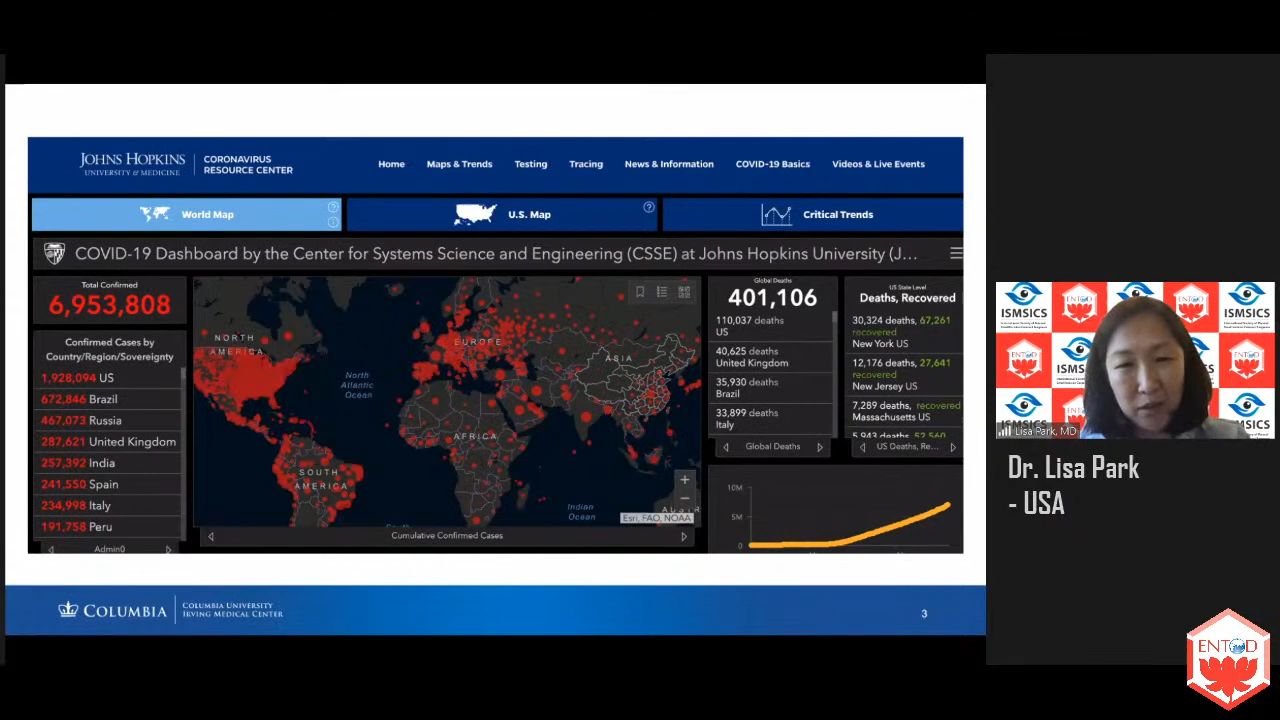 JOHNS HOPKINS
UNIVERSITY & MEDICINE
CORONAVIRUS
RESOURCE CENTER
Home
Maps & Trends
Testing
Tracing
News & Information
COVID-19 Basics
Videos & Live Events
World Map
U.S. Map
Critical Trends
COVID-19 Dashboard by the Center for Systems Science and Engineering (CSSE) at Johns Hopkins University (J...
Total Confirmed
6,953,808
Confirmed Cases by
Country/Region/Sovereignty
1,928,094 US
672,846 Brazil
467,073 Russia
287,621 United Kingdom
257,392 India
241,550 Spain
234,998 Italy
191,758 Peru
Admin0
NORTH
AMERICA
North
Atlantic
Ocean
EUROPE
ASIA
AFRICA
SOUTH
AMERICA
Indian
Ocean
Esri, FAO, NOAA
Cumulative Confirmed Cases
Global Deaths
401,106
110,037 deaths
US
40,625 deaths
United Kingdom
35,930 deaths
Brazil
33,899 deaths
Italy
Global Deaths
US State Level
Deaths, Recovered
30,324 deaths, 67,261
recovered
New York US
12,176 deaths, 27,641
recovered
New Jersey US
7,289 deaths, recovered
Massachusetts US
5,943 deaths, 52,560
US Deaths, Re...
10M
5M
0
COLUMBIA
COLUMBIA UNIVERSITY
IRVING MEDICAL CENTER
3
ISMSICS
ENTOD
ISMSICS
ISMS
ISMSICS
Lisa Park, MD
Dr. Lisa Park
- USA
ENTOD